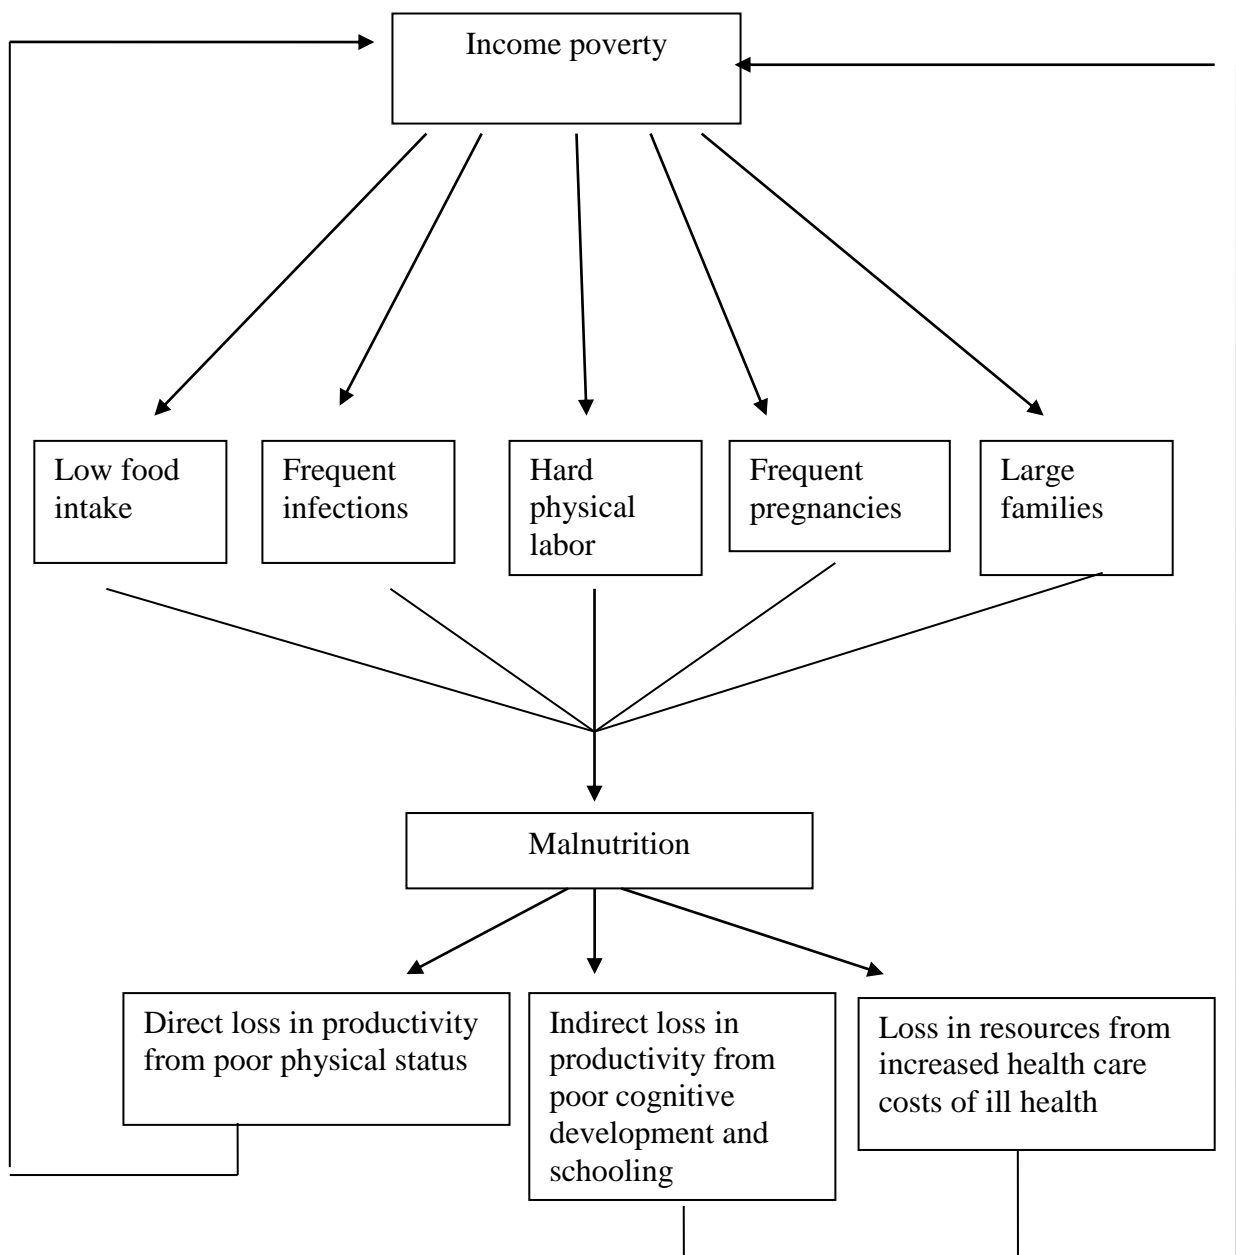 Income poverty
Low food
intake
Frequent
infections
Hard
physical
labor
Frequent
pregnancies
Large
families
Malnutrition
Direct loss in productivity
from poor physical status
Indirect loss in
productivity from
poor cognitive
development and
schooling
Loss in resources from
increased health care
costs of ill health